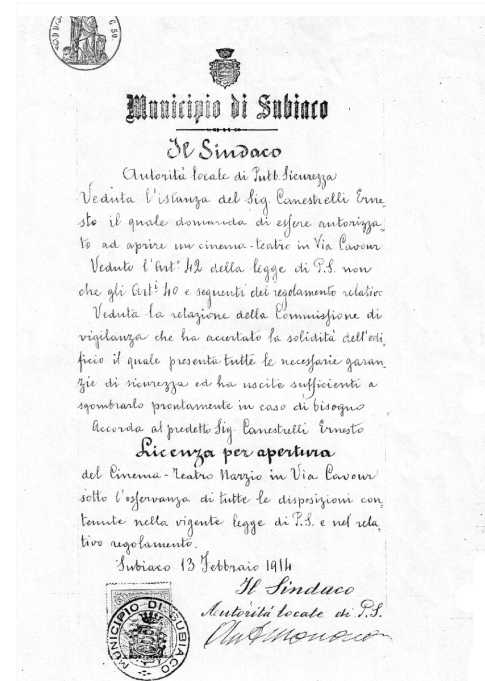 C. 50
Municipio di Subiaco
Il Sindaco
Autorità locale di Pubb. Sicurezza
Veduta l'istanza del Sig. Canestrelli Erne-
sto il quale domanda di essere autorizza-
to ad aprire un cinema-teatro in Via Cavour
Veduto l'Art.º 42 della legge di P.S. non
che gli Art.i 40 e seguenti del regolamento relativo
Veduta la relazione della Commissione di
vigilanza che ha accertato la solidità dell'edi-
ficio il quale presenta tutte le necessarie garan-
zie di sicurezza ed ha uscite sufficienti a
sgombrarlo prontamente in caso di bisogno
Accorda al predetto Sig. Canestrelli Ernesto
Licenza per apertura
del Cinema-Teatro Narzio in Via Cavour
sotto l'osservanza di tutte le disposizioni con-
tenute nella vigente legge di P.S. e nel rela-
tivo regolamento.
Subiaco 13 Febbraio 1914
Il Sindaco
Autorità locale di P.S.
MUNICIPIO DI SUBIACO